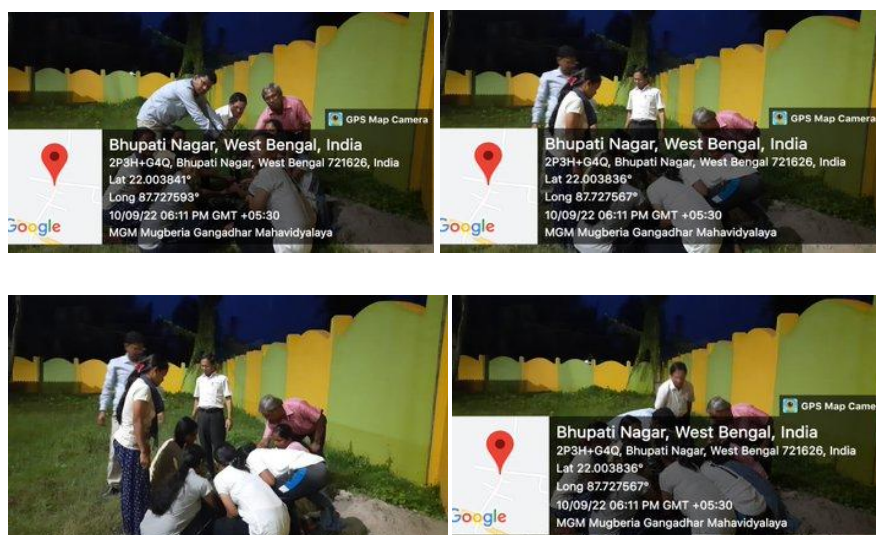 GPS Map Camera
Bhupati Nagar, West Bengal, India
2P3H+G4Q, Bhupati Nagar, West Bengal 721626, India
Lat 22.003841°
Long 87.727593°
10/09/22 06:11 PM GMT +05:30
MGM Mugberia Gangadhar Mahavidyalaya
Google
GPS Map Camera
Bhupati Nagar, West Bengal, India
2P3H+G4Q, Bhupati Nagar, West Bengal 721626, India
Lat 22.003836°
Long 87.727567°
10/09/22 06:11 PM GMT +05:30
MGM Mugberia Gangadhar Mahavidyalaya
Google
GPS Map Came
Bhupati Nagar, West Bengal, India
2P3H+G4Q, Bhupati Nagar, West Bengal 721626, India
Lat 22.003836°
Long 87.727567°
10/09/22 06:11 PM GMT +05:30
MGM Mugberia Gangadhar Mahavidyalaya
Google